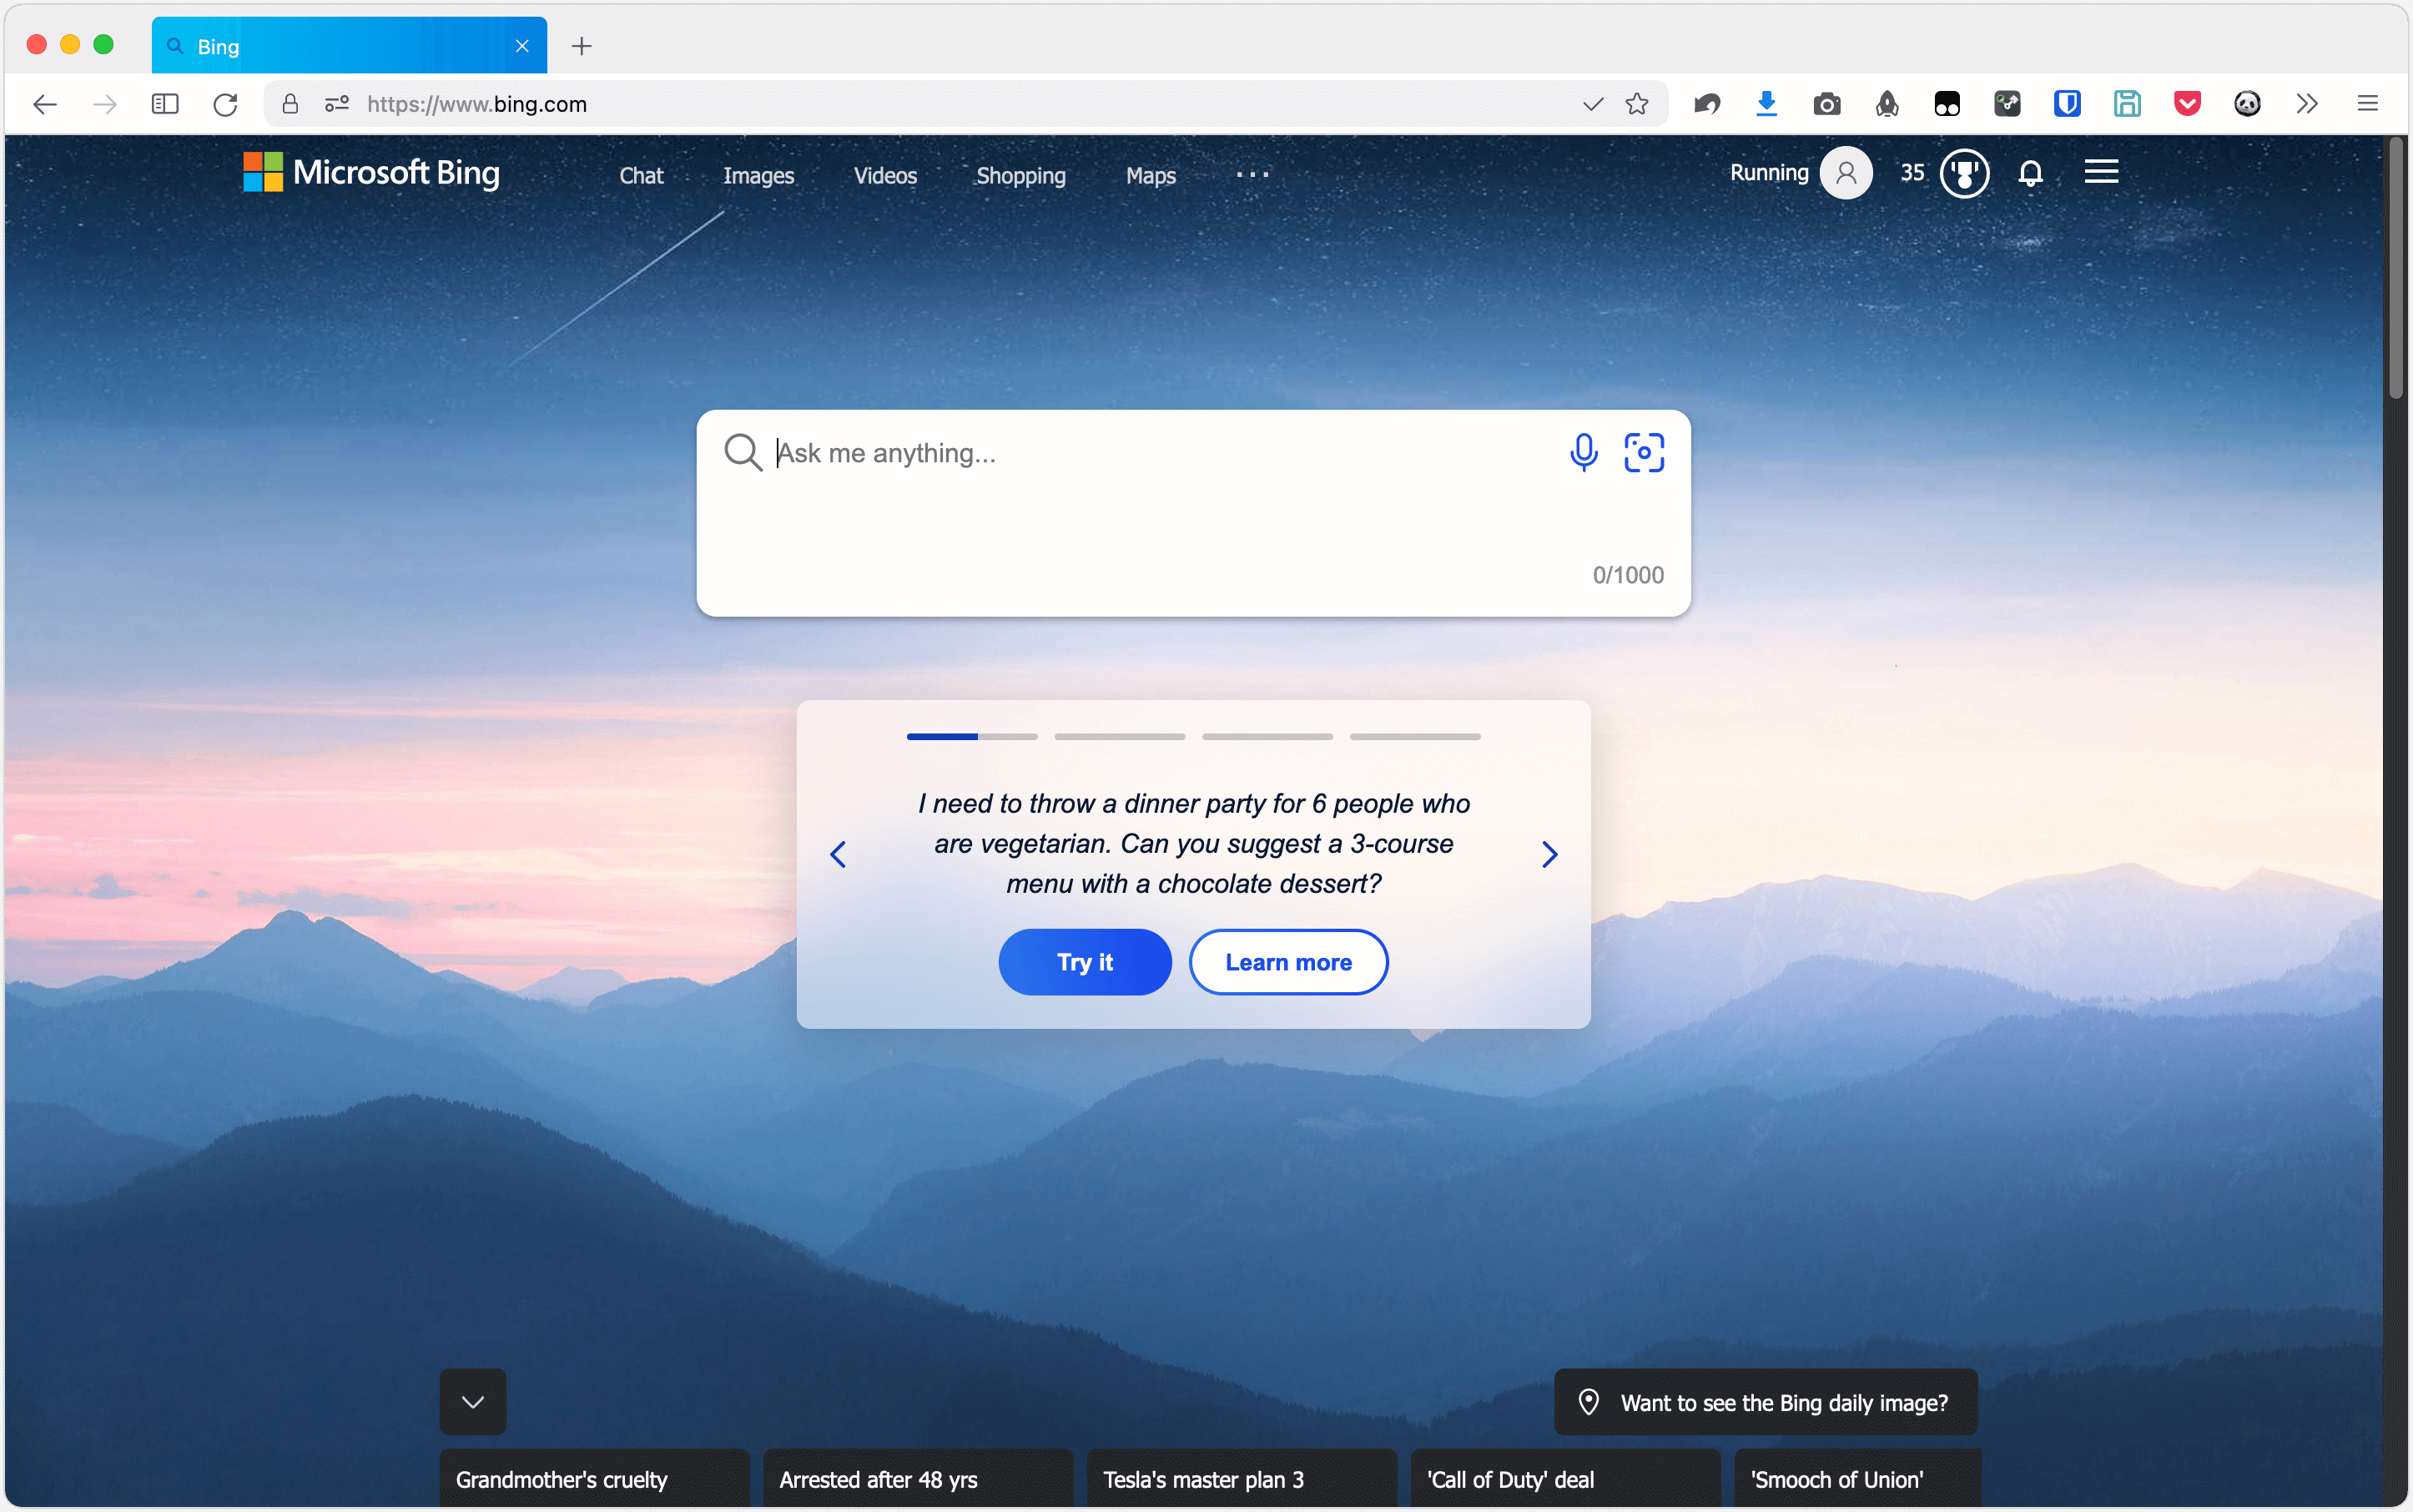 Bing
https://www.bing.com
Microsoft Bing
Chat
Images
Videos
Shopping
Maps
Running
35
Ask me anything...
0/1000
I need to throw a dinner party for 6 people who
are vegetarian. Can you suggest a 3-course
menu with a chocolate dessert?
Try it
Learn more
Want to see the Bing daily image?
Grandmother's cruelty
Arrested after 48 yrs
Tesla's master plan 3
'Call of Duty' deal
'Smooch of Union'